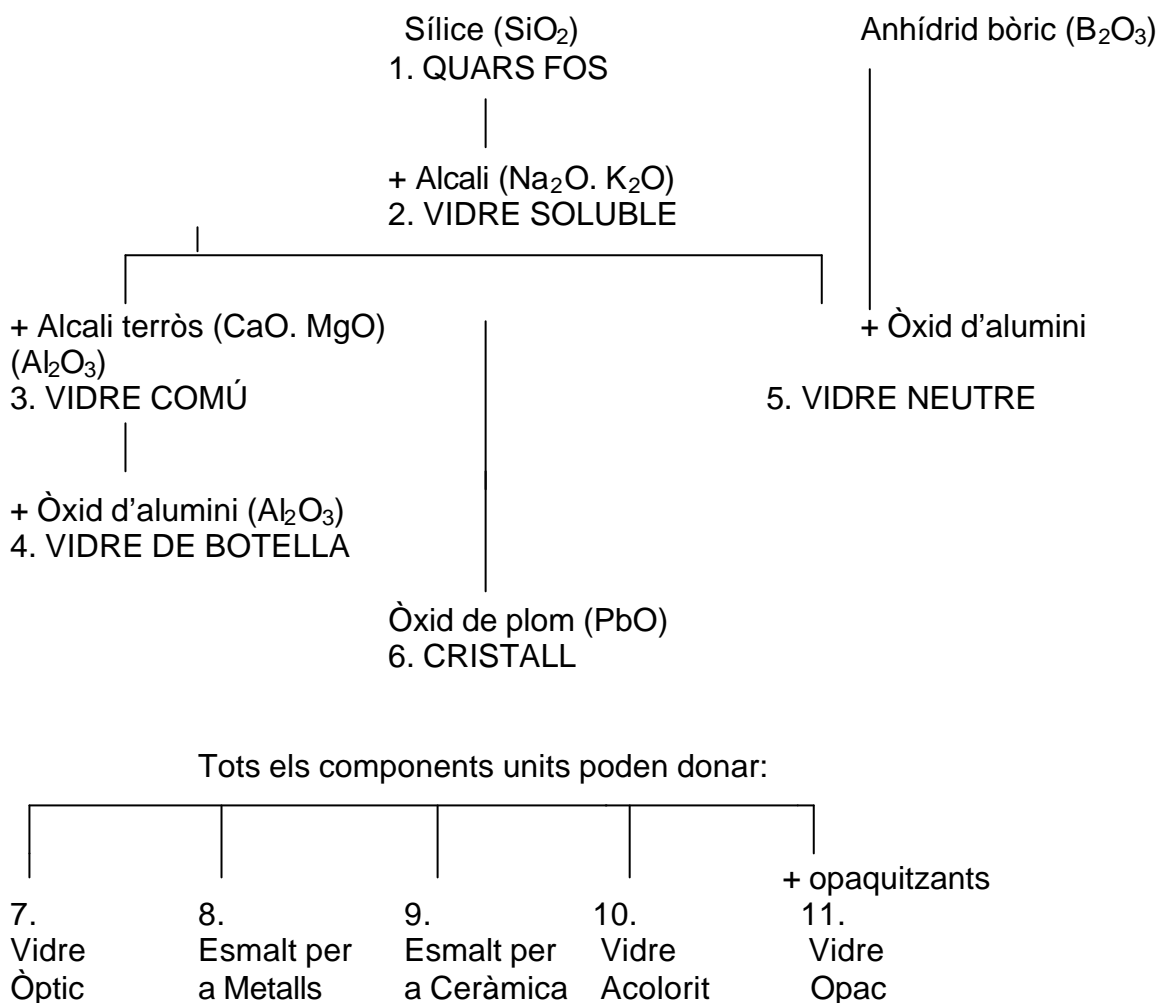 Sílice (SiO₂)
Anhídrid bòric (B₂O₃)
1. QUARS FOS
+ Alcali (Na₂O. K₂O)
2. VIDRE SOLUBLE
+ Alcali terròs (CaO. MgO)
(Al₂O₃)
3. VIDRE COMÚ
+ Òxid d'alumini
5. VIDRE NEUTRE
+ Òxid d'alumini (Al₂O₃)
4. VIDRE DE BOTELLA
Òxid de plom (PbO)
6. CRISTALL
Tots els components units poden donar:
7.
Vidre
Òptic
8.
Esmalt per
a Metalls
9.
Esmalt per
a Ceràmica
10.
Vidre
Acolorit
+ opaquitzants
11.
Vidre
Opac